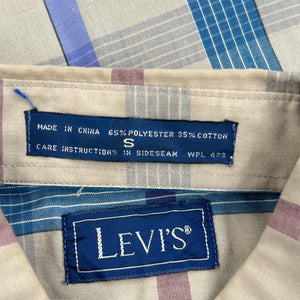 MADE IN CHINA 65% POLYESTER 35% COTTON
S
CARE INSTRUCTIONS IN SIDESEAM WPL 423
LEVI'S®